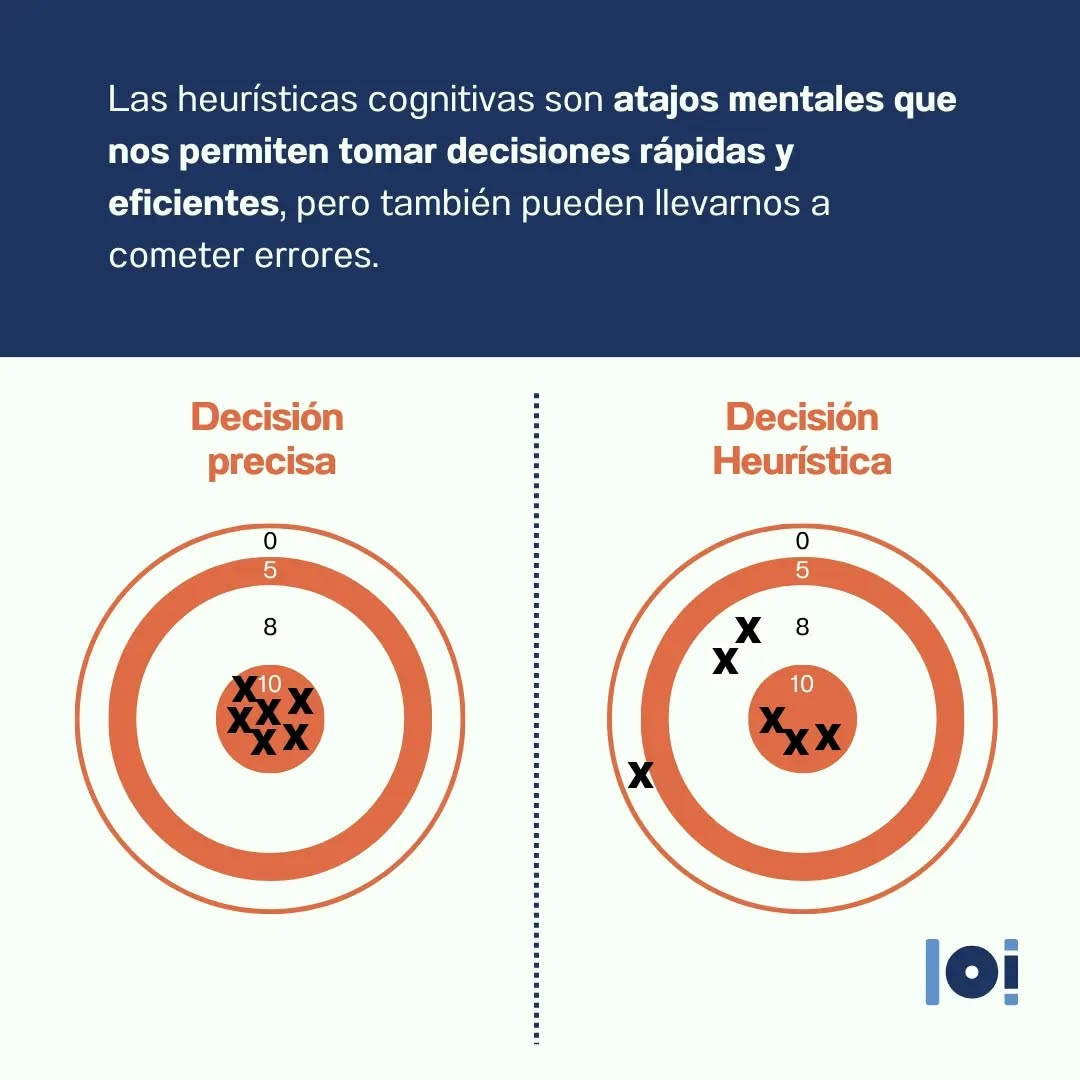 Las heurísticas cognitivas son atajos mentales que
nos permiten tomar decisiones rápidas y
eficientes, pero también pueden llevarnos a
cometer errores.
Decisión
precisa
0
5
8
10
X
X
X
X
X
X
Decisión
Heurística
0
5
8
10
X
X
X
X
X
X
loi